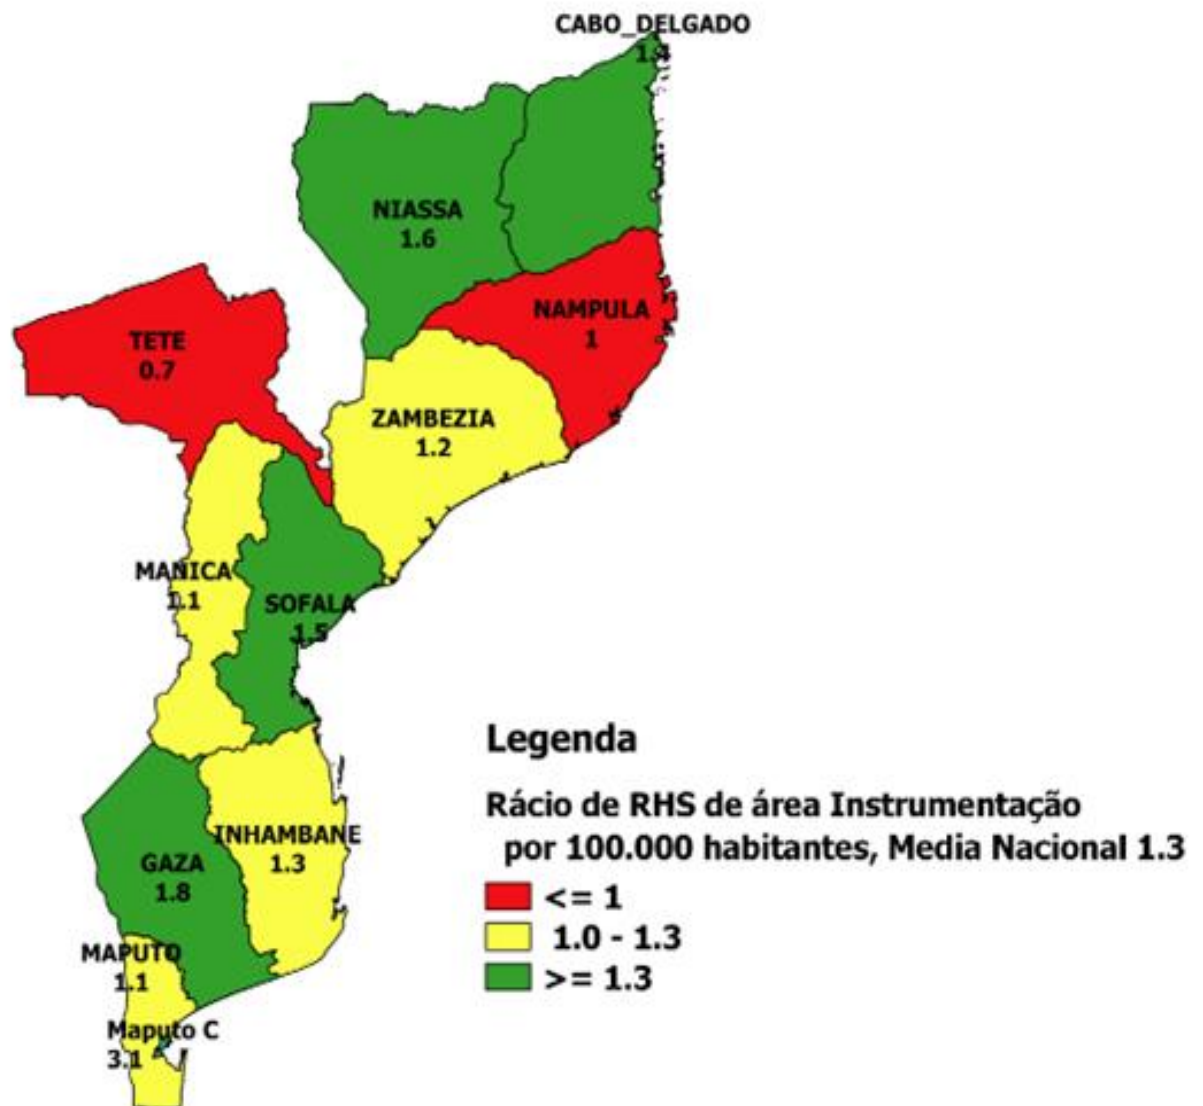 CABO_DELGADO
1.4
NIASSA
1.6
NAMPULA
1
TETE
0.7
ZAMBEZIA
1.2
MANICA
1.1
SOFALA
1.5
INHAMBANE
1.3
GAZA
1.8
MAPUTO
1.1
Maputo C
3.1
Legenda
Rácio de RHS de área Instrumentação
por 100.000 habitantes, Media Nacional 1.3
<= 1
1.0 - 1.3
>= 1.3